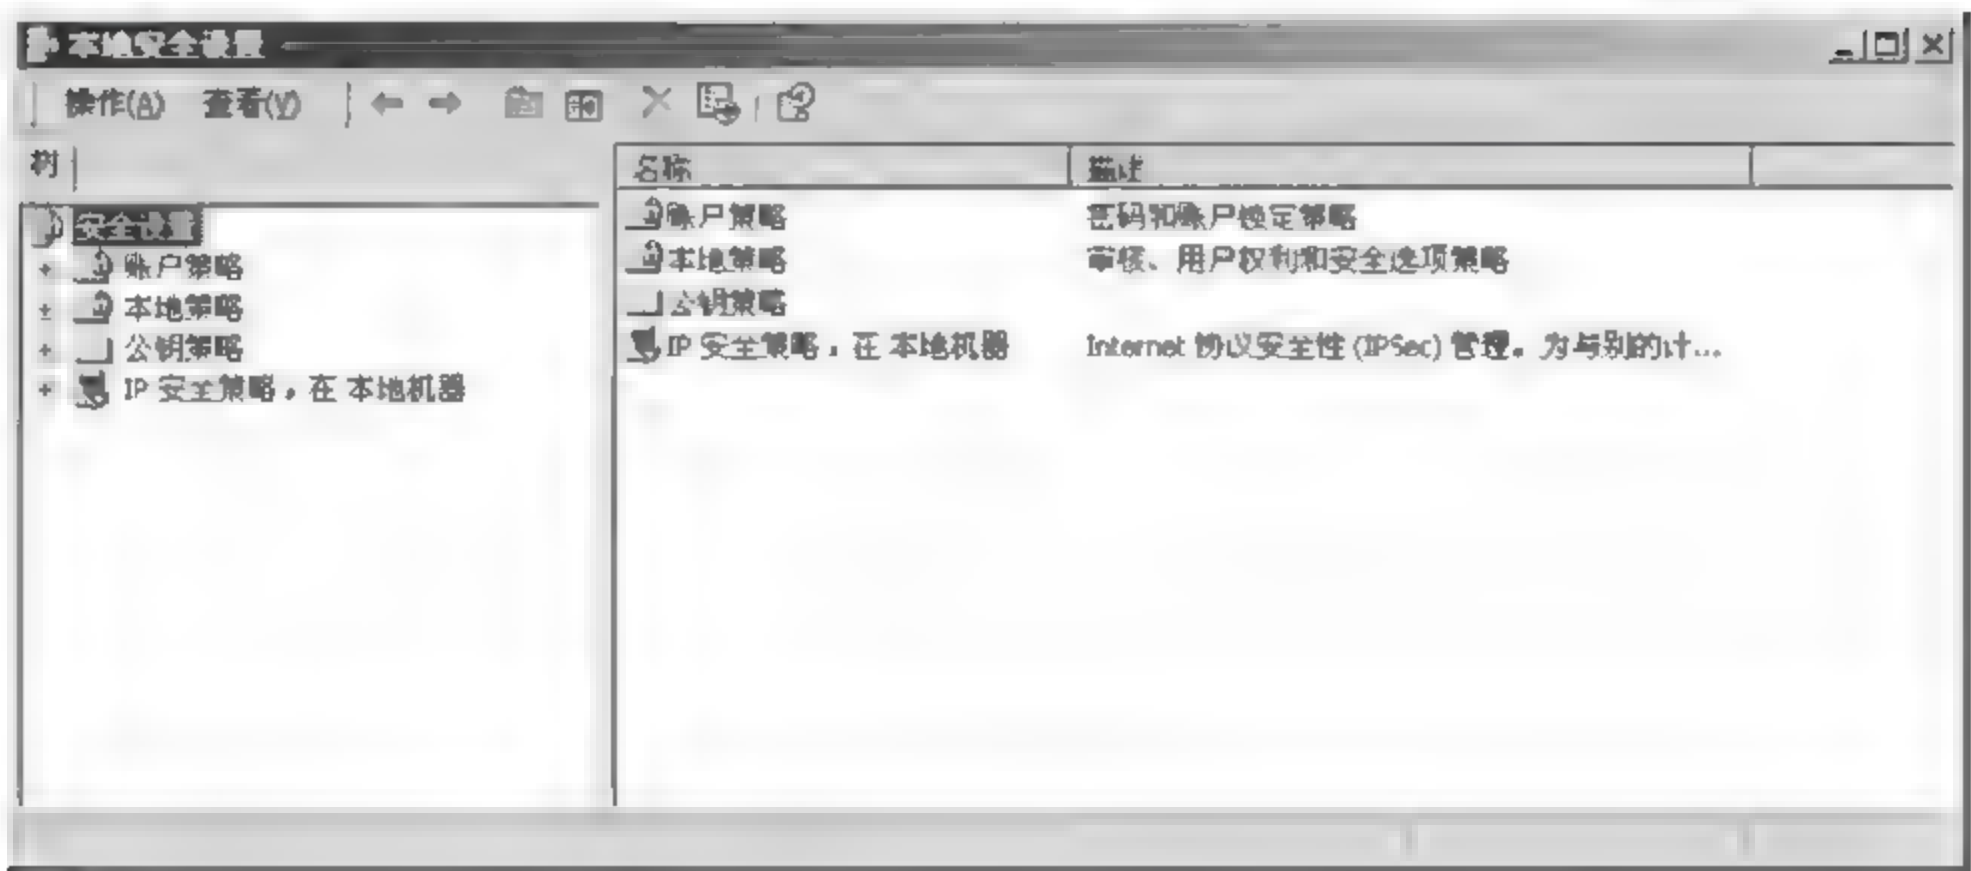 本地安全设置
操作(A) 查看(V)
树
安全设置
账户策略
本地策略
公钥策略
IP 安全策略，在 本地机器
名称 描述
账户策略 密码和账户锁定策略
本地策略 审核、用户权利和安全选项策略
公钥策略
IP 安全策略，在 本地机器 Internet 协议安全性 (IPSec) 管理。为与别的计...